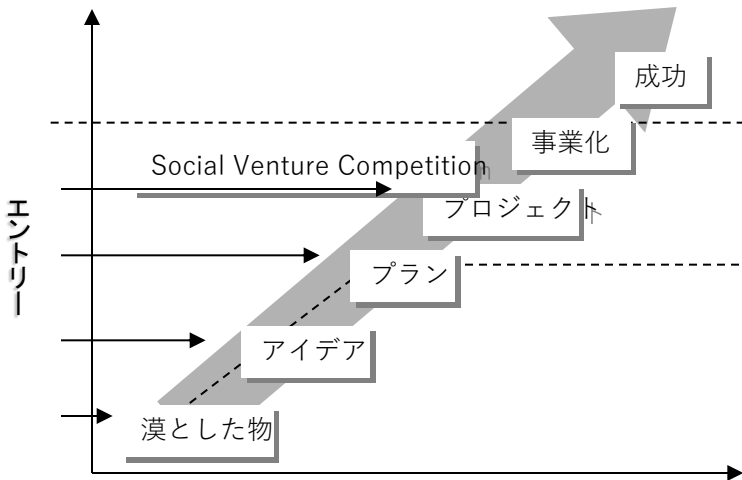 成功
事業化
Social Venture Competition
プロジェクト
プラン
アイデア
漠とした物
エントリー